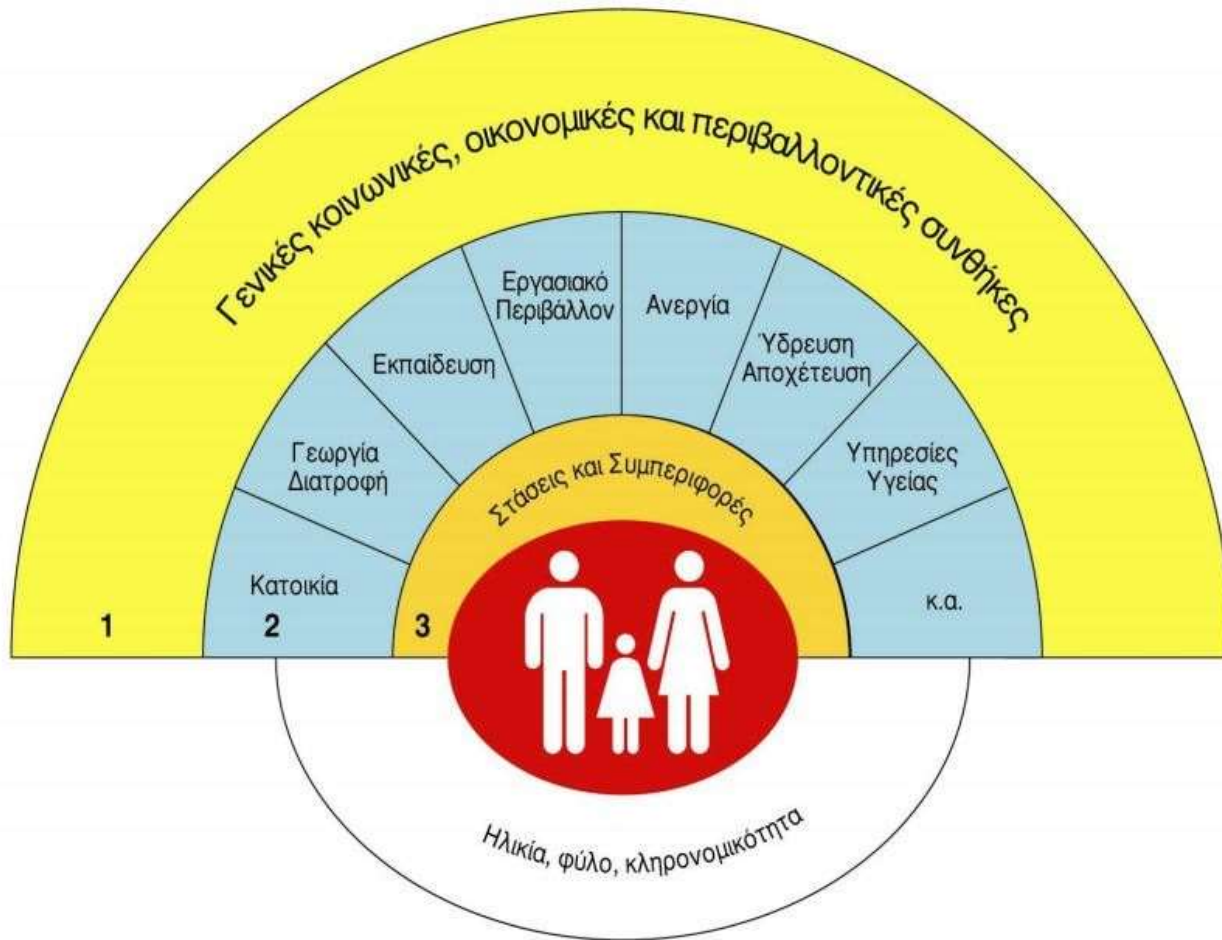 Γενικές κοινωνικές, οικονομικές και περιβαλλοντικές συνθήκες
Εργασιακό
Περιβάλλον
Ανεργία
Εκπαίδευση
Ύδρευση
Αποχέτευση
Γεωργία
Διατροφή
Υπηρεσίες
Υγείας
Στάσεις και Συμπεριφορές
Κατοικία
κ.α.
1
2
3
Ηλικία, φύλο, κληρονομικότητα